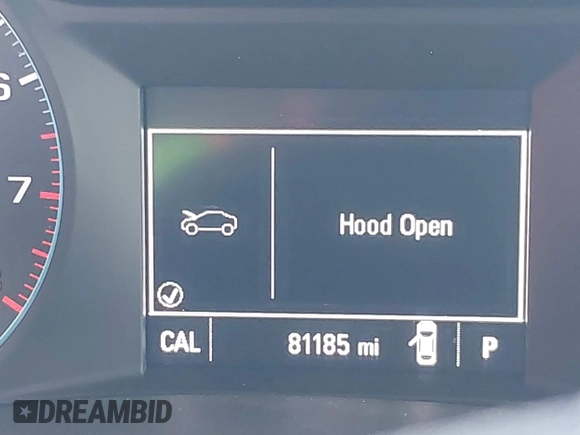 6
7
Hood Open
CAL
81185 mi
P
DREAMBID